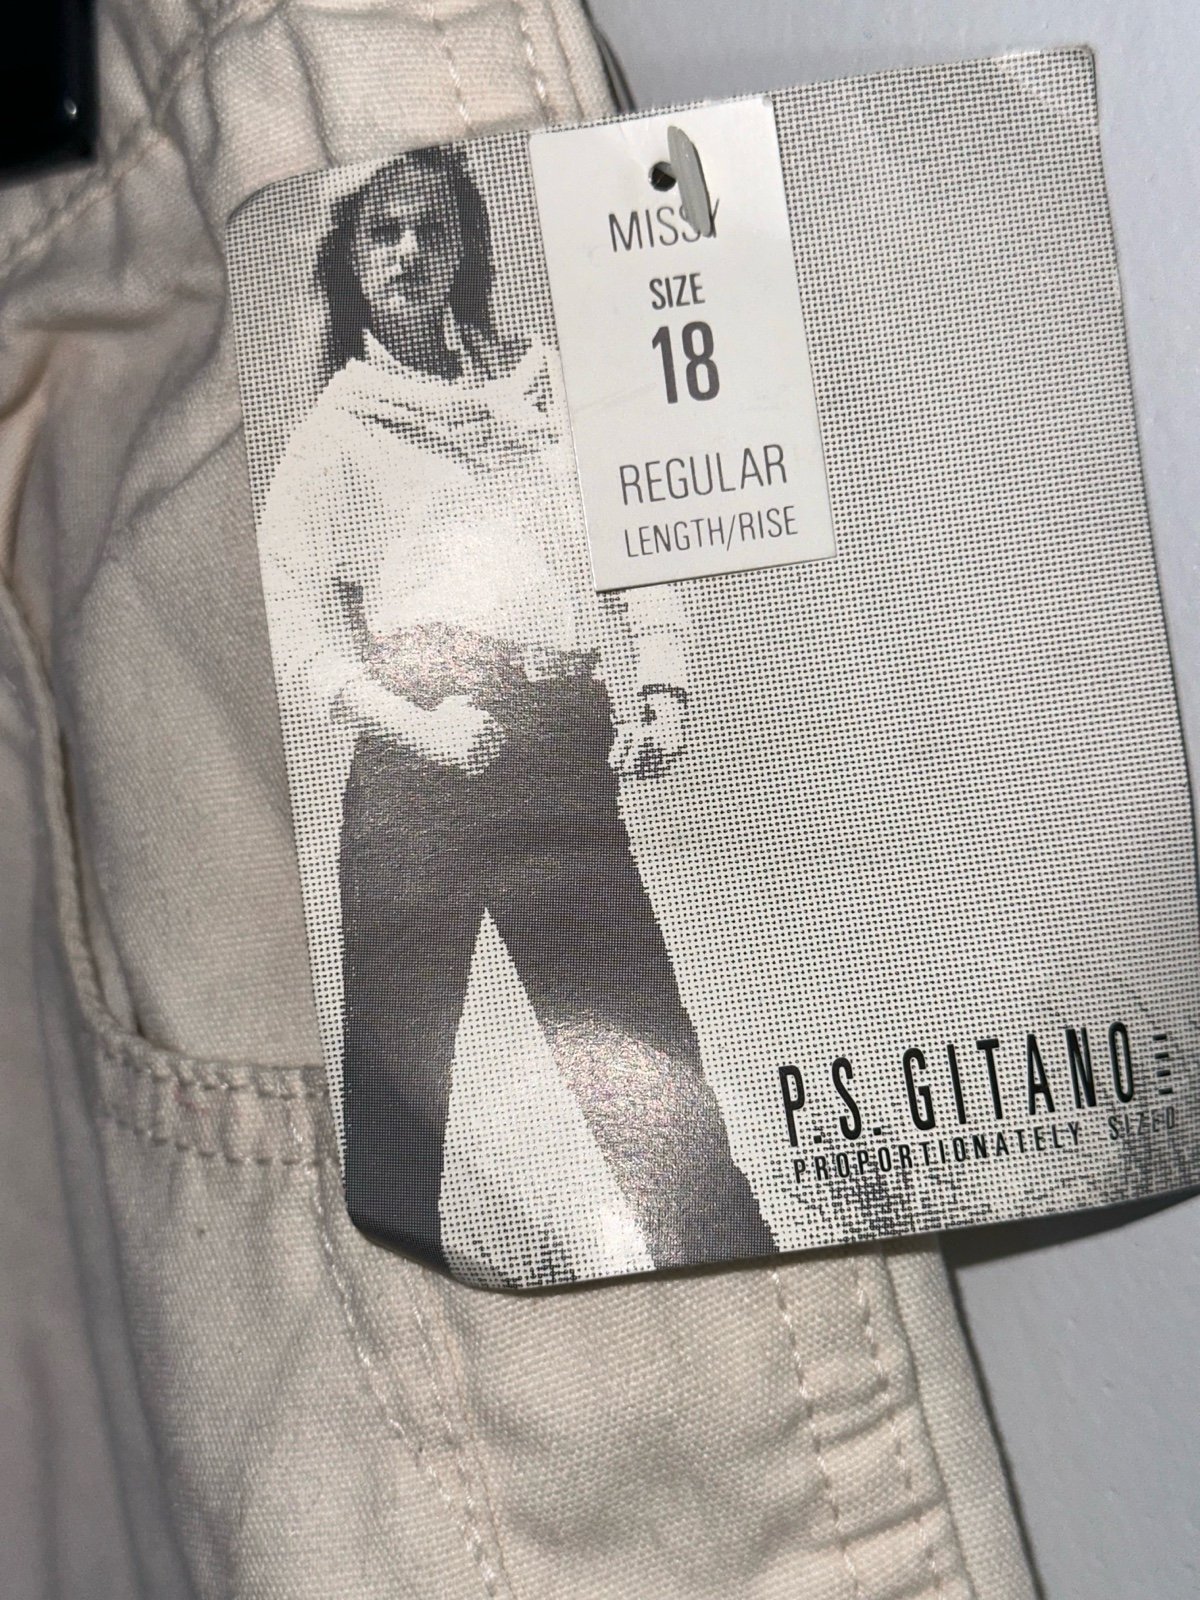 MISSY
SIZE
18
REGULAR
LENGTH/RISE
P.S. GITANO
PROPORTIONATELY SIZED